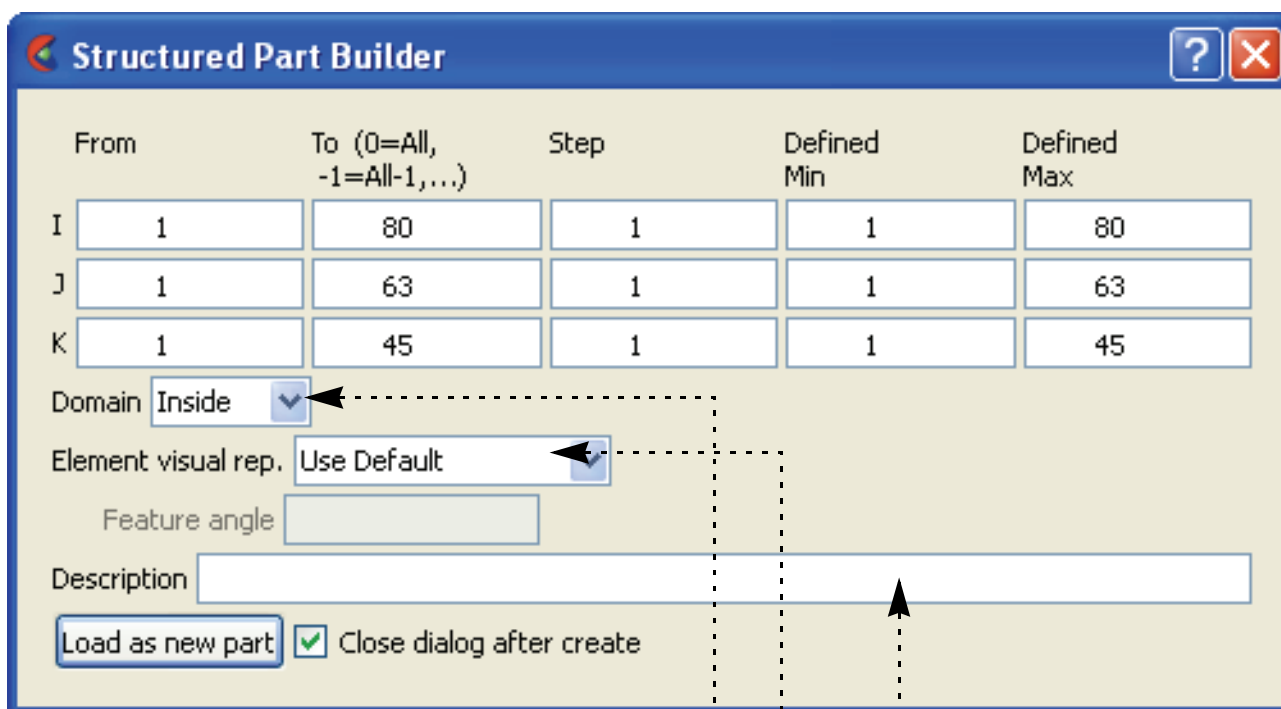 Structured Part Builder
From To (0=All, -1=All-1,...) Step Defined Min Defined Max
I 1 80 1 1 80
J 1 63 1 1 63
K 1 45 1 1 45
Domain Inside
Element visual rep. Use Default
Feature angle
Description
Load as new part Close dialog after create